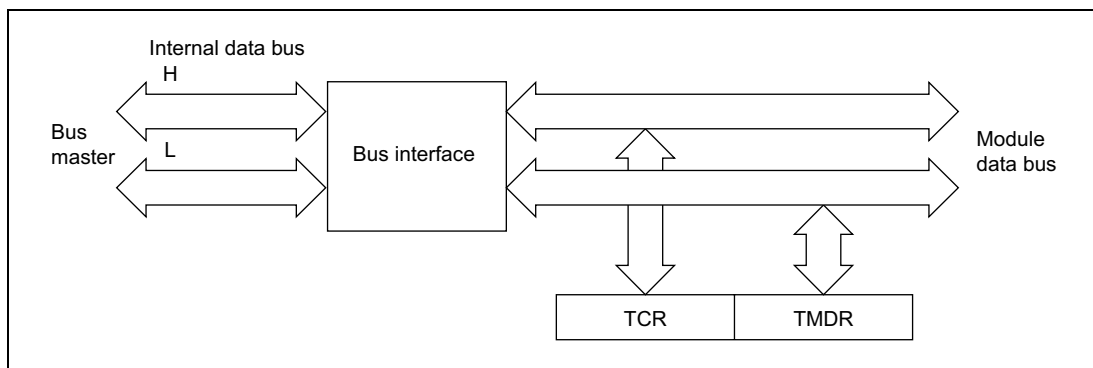 Internal data bus
H
Bus
master
L
Bus interface
Module
data bus
TCR
TMDR